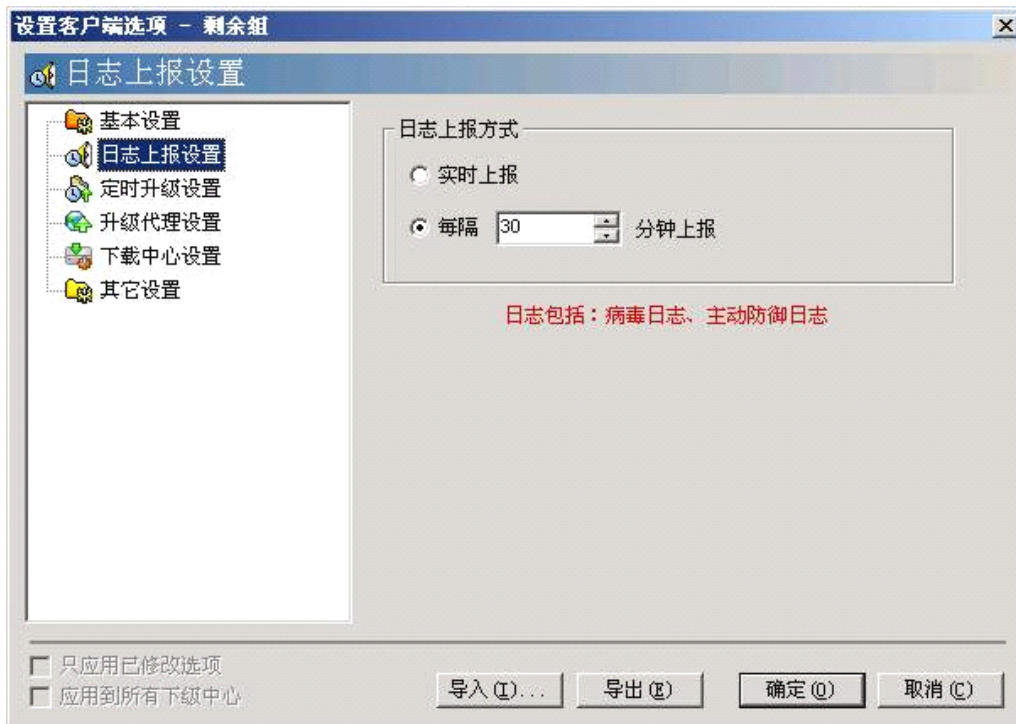 设置客户端选项 - 剩余组
日志上报设置
基本设置
日志上报设置
定时升级设置
升级代理设置
下载中心设置
其它设置
日志上报方式
实时上报
每隔 30 分钟上报
日志包括：病毒日志、主动防御日志
只应用已修改选项
应用到所有下级中心
导入(I)... 导出(E) 确定(O) 取消(C)